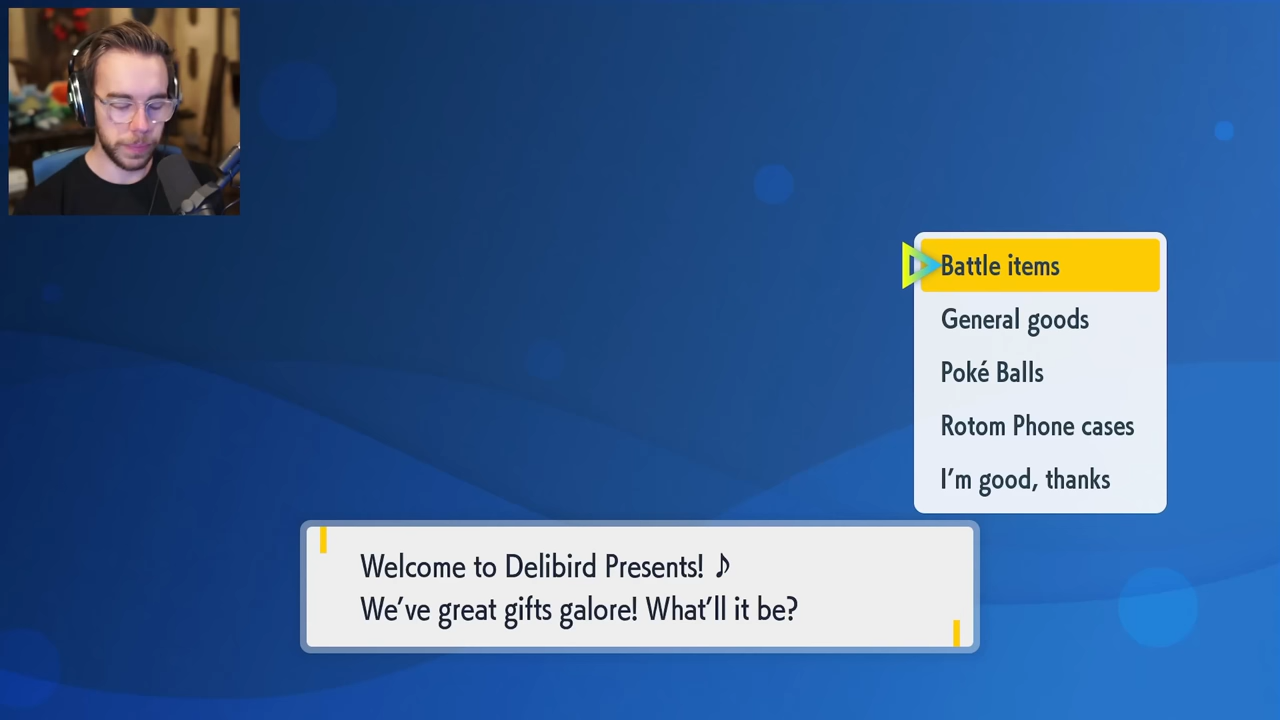 Battle items
General goods
Poké Balls
Rotom Phone cases
I'm good, thanks
Welcome to Delibird Presents! ♪
We've great gifts galore! What'll it be?